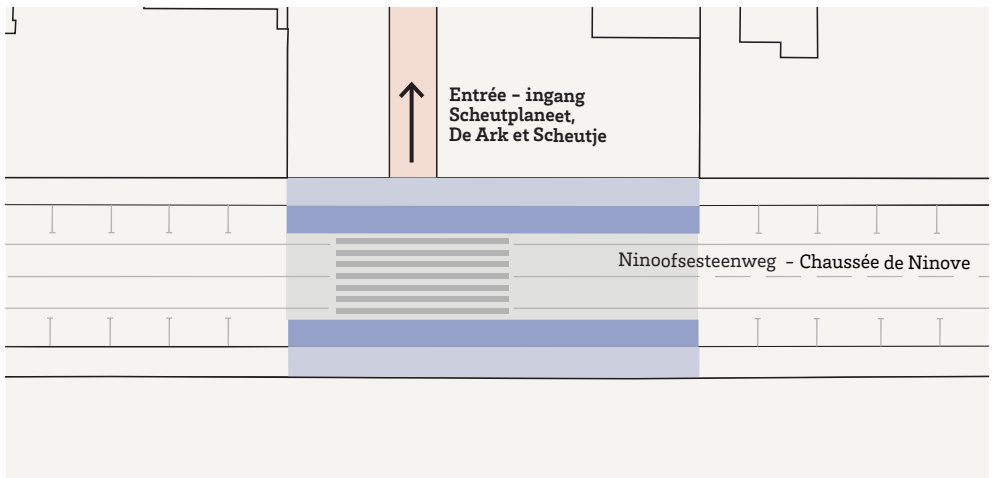 Entrée – ingang
Scheutplaneet,
De Ark et Scheutje
Ninoofsesteenweg – Chaussée de Ninove